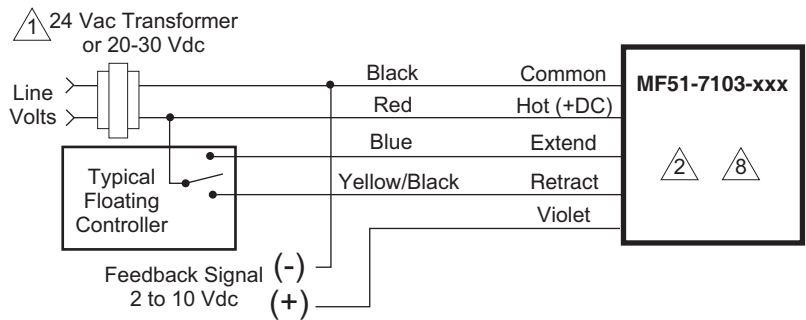 1 24 Vac Transformer
or 20-30 Vdc
Line
Volts
Black Common
Red Hot (+DC)
Blue Extend
Yellow/Black Retract
Violet
MF51-7103-xxx
2 8
Typical
Floating
Controller
Feedback Signal (-)
2 to 10 Vdc (+)